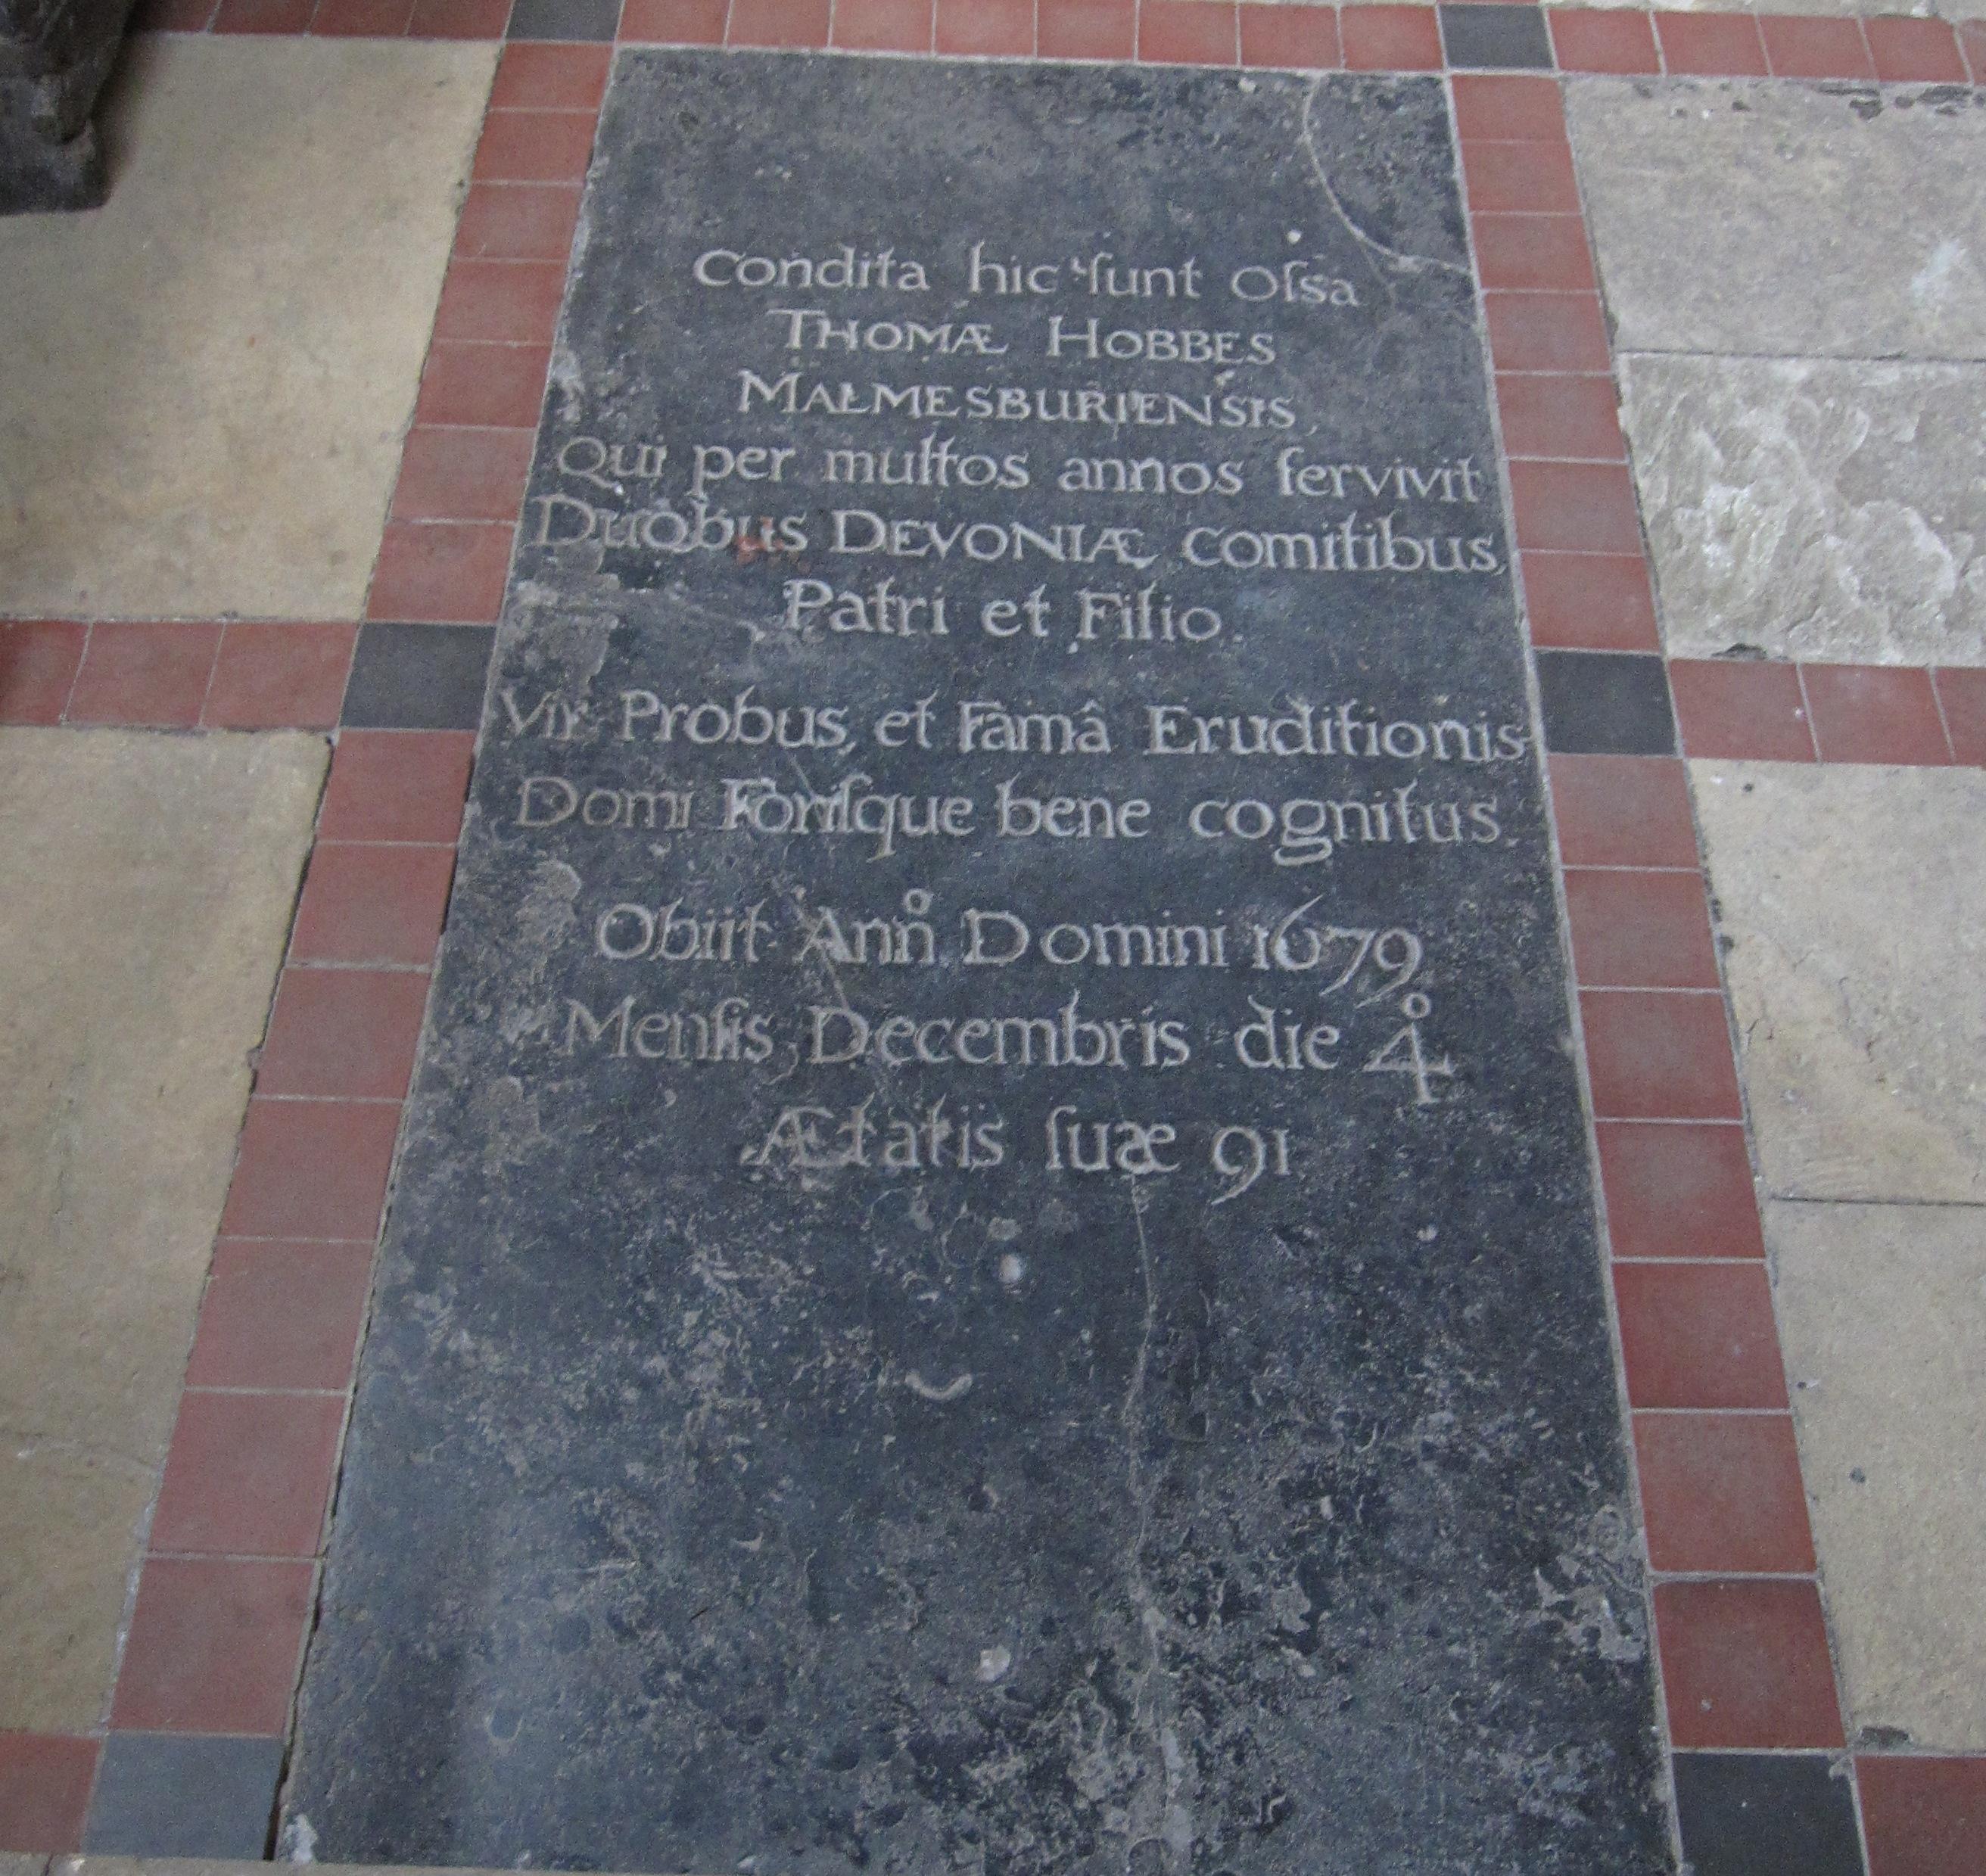 Condita hic ſunt Oſsa
THOMÆ HOBBES
MALMESBURIENSIS,
Qui per multos annos ſervivit
Duobus DEVONIÆ comitibus,
Patri et Filio.
Vir Probus, et Famâ Eruditionis
Domi Foriſque bene cognitus.
Obiit Anno Domini 1679
Menſis Decembris die 4o
Ætatis ſuæ 91